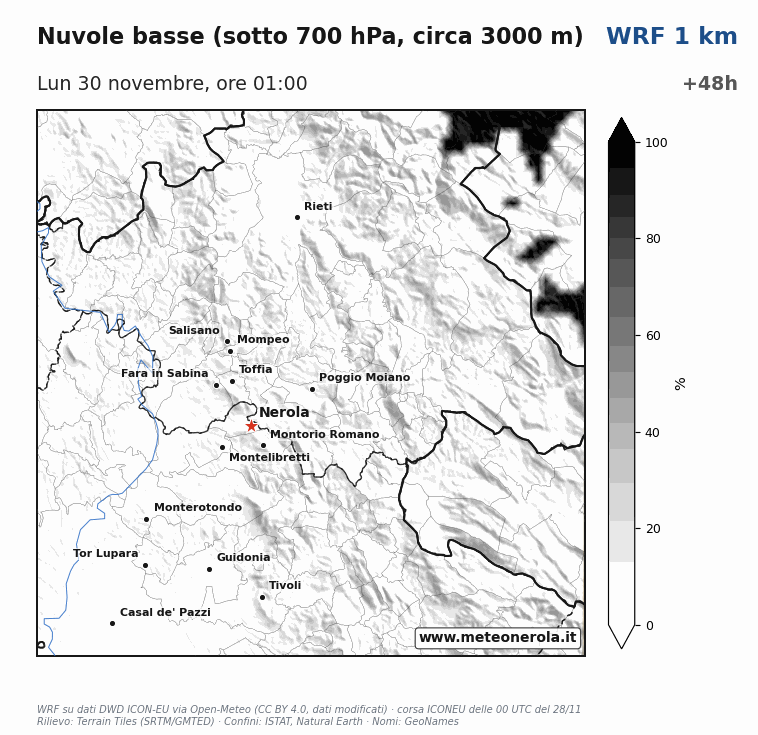 Nuvole basse (sotto 700 hPa, circa 3000 m) WRF 1 km
Lun 30 novembre, ore 01:00 +48h
100
Rieti
80
60
Salisano
Mompeo
Toffia
Fara in Sabina
Poggio Moiano
%
Nerola
Montorio Romano
40
Montelibretti
Monterotondo
20
Tor Lupara
Guidonia
Tivoli
Casal de' Pazzi
0
www.meteonerola.it
WRF su dati DWD ICON-EU via Open-Meteo (CC BY 4.0, dati modificati) · corsa ICONEU delle 00 UTC del 28/11
Rilievo: Terrain Tiles (SRTM/GMTED) · Confini: ISTAT, Natural Earth · Nomi: GeoNames